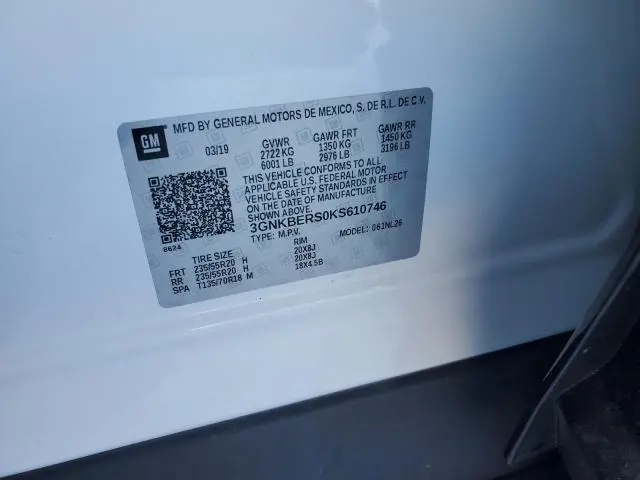 GM
MFD BY GENERAL MOTORS DE MEXICO, S. DE R.L. DE C.V.
03/19 GVWR GAWR FRT GAWR RR
2722 KG 1350 KG 1450 KG
6001 LB 2976 LB 3196 LB
THIS VEHICLE CONFORMS TO ALL
APPLICABLE U.S. FEDERAL MOTOR
VEHICLE SAFETY STANDARDS IN EFFECT
ON THE DATE OF MANUFACTURE
SHOWN ABOVE.
3GNKBERS0KS610746
TYPE: M.P.V. MODEL: 061NL26
8624
TIRE SIZE RIM
FRT 235/55R20 H 20X8J
RR 235/55R20 H 20X8J
SPA T135/70R18 M 18X4.5B